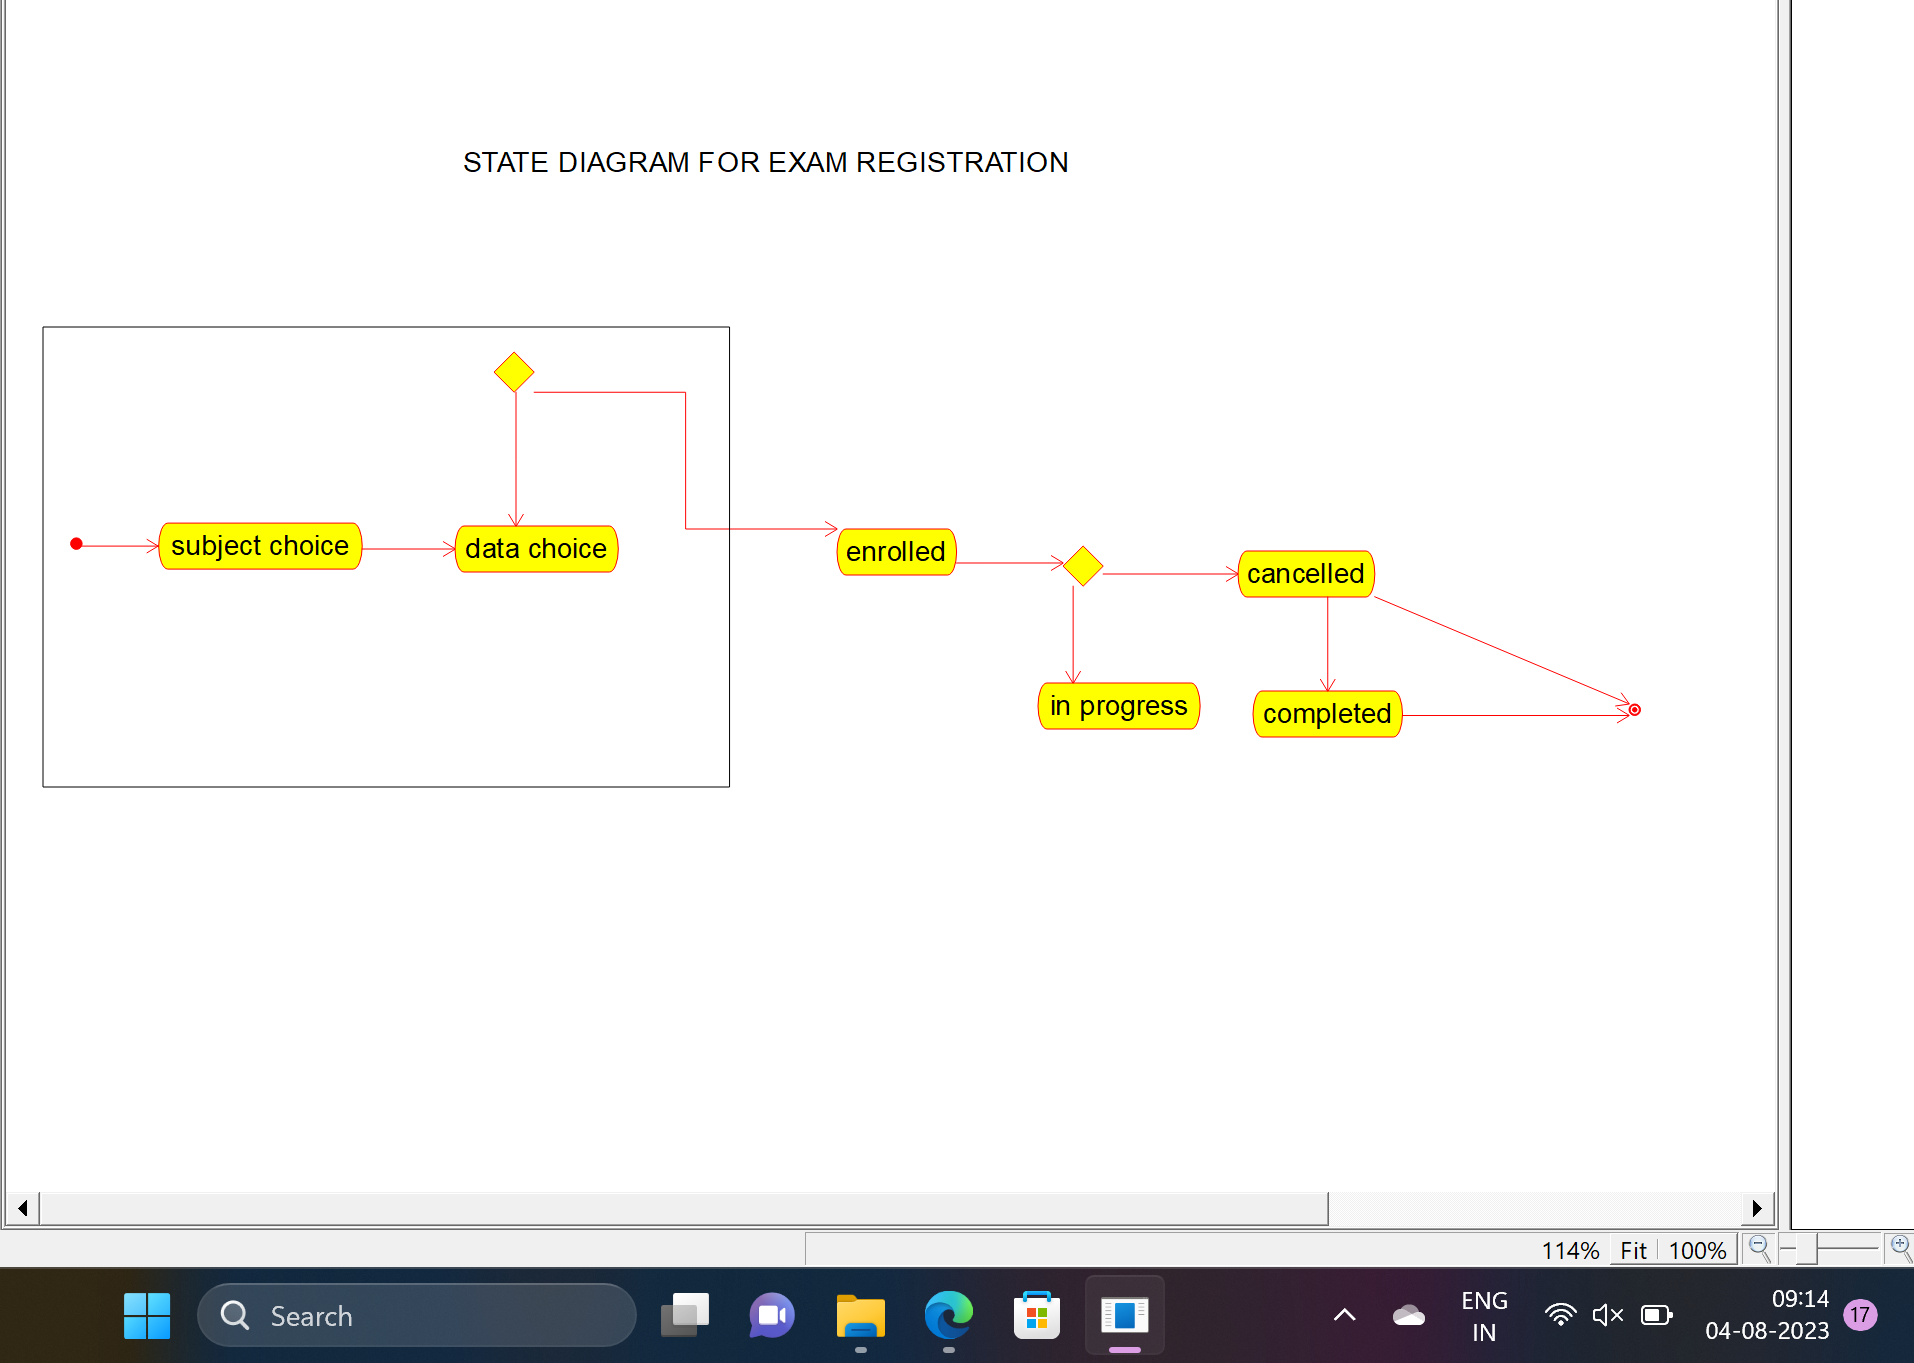 STATE DIAGRAM FOR EXAM REGISTRATION
subject choice
data choice
enrolled
cancelled
in progress
completed
114% Fit 100%
Search
ENG
IN
09:14
04-08-2023
17